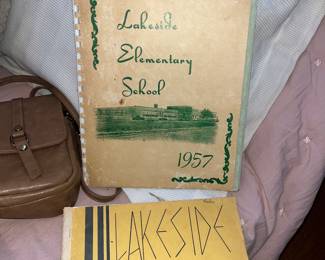 Lakeside
Elementary
School
1957
LAKESIDE